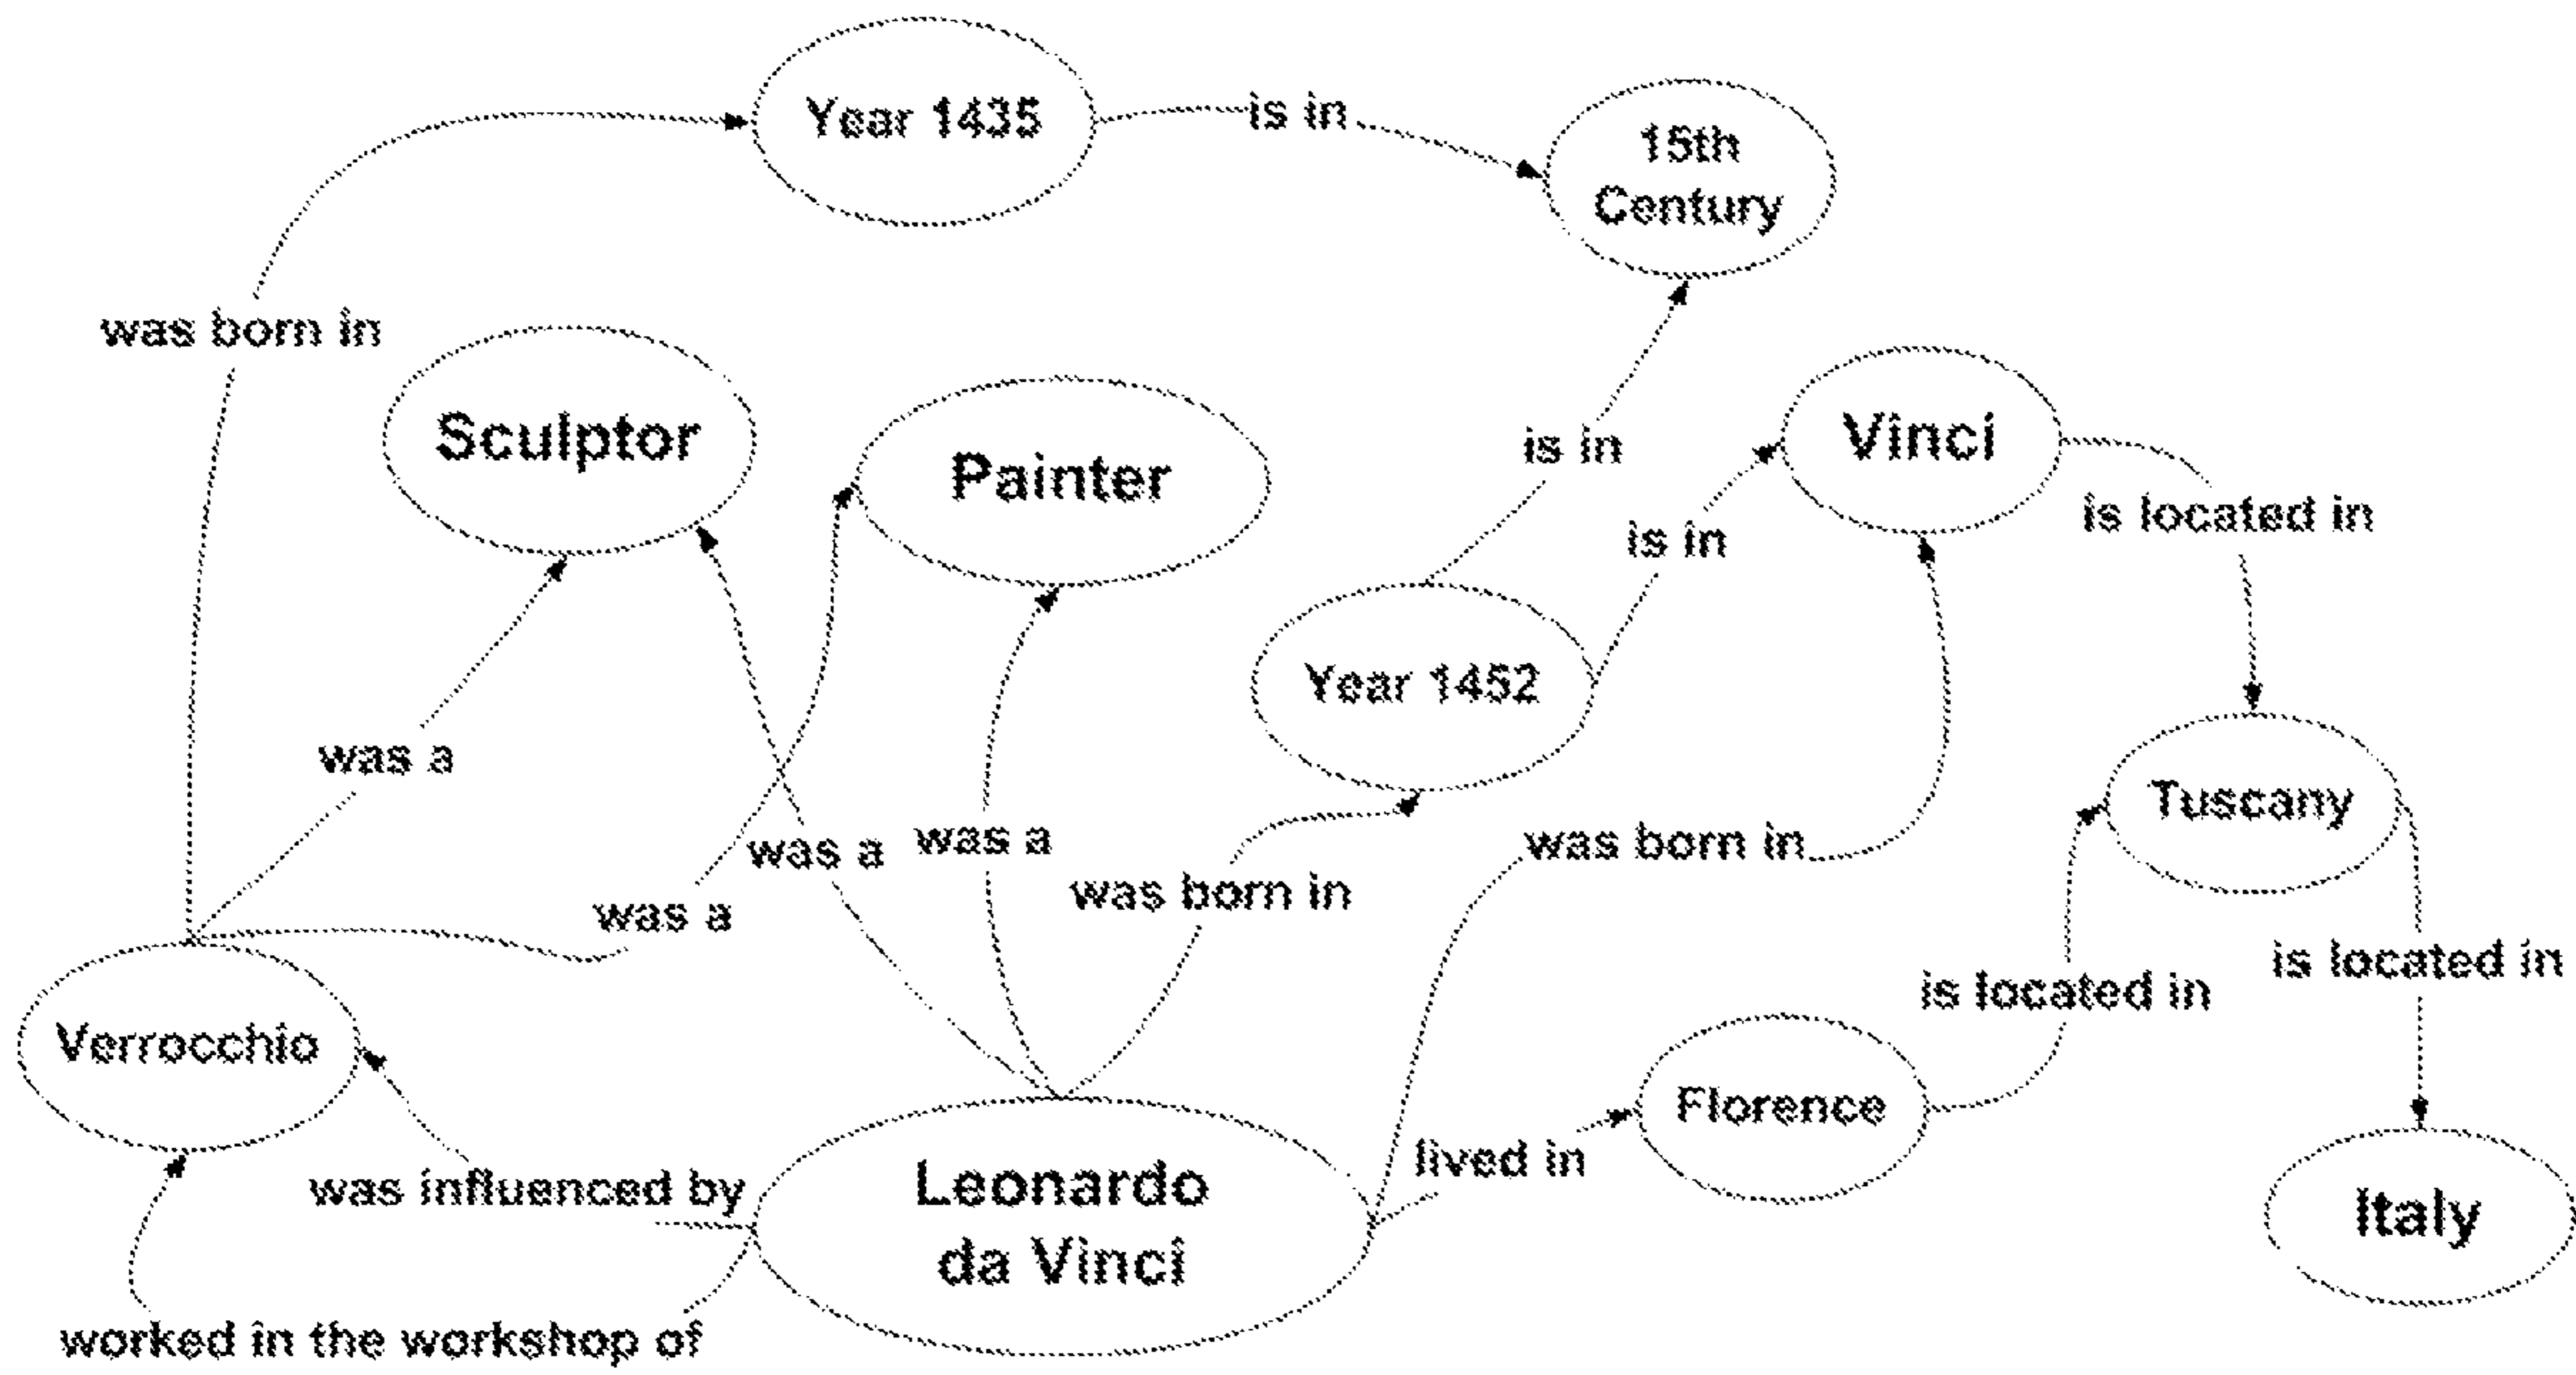 Year 1435
is in
15th
Century
was born in
Sculptor
Painter
is in
Vinci
is in
is located in
Year 1452
was a
Tuscany
was a
was a
was born in
was born in
was a
is located in
is located in
Verrocchio
Florence
was influenced by
lived in
Leonardo
da Vinci
Italy
worked in the workshop of